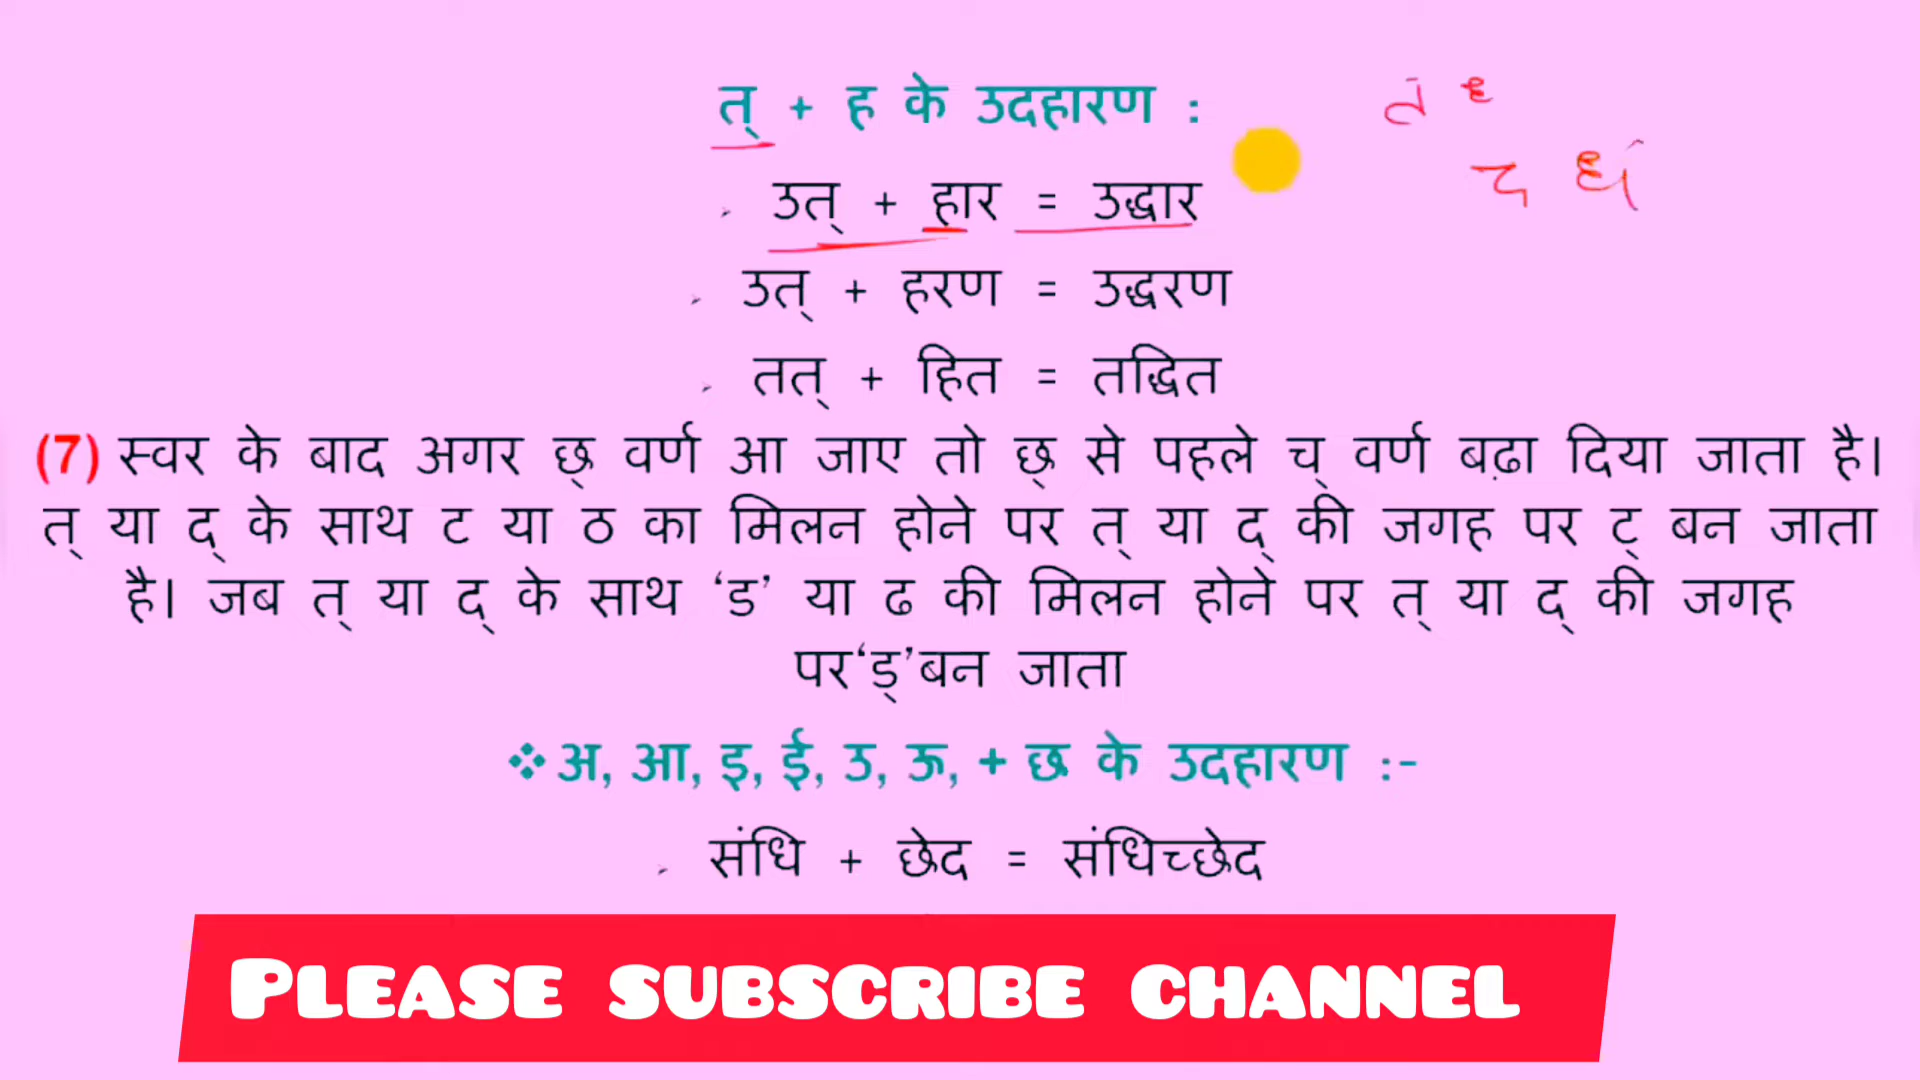 त् + ह के उदहारण :
त् ह
उत् + हार = उद्धार
द ध
उत् + हरण = उद्धरण
तत् + हित = तद्धित
(7) स्वर के बाद अगर छ् वर्ण आ जाए तो छ् से पहले च् वर्ण बढ़ा दिया जाता है।
त् या द् के साथ ट या ठ का मिलन होने पर त् या द् की जगह पर ट् बन जाता
है। जब त् या द् के साथ ‘ड’ या ढ की मिलन होने पर त् या द् की जगह
पर‘ड्’बन जाता
❖अ, आ, इ, ई, उ, ऊ, + छ के उदहारण :-
संधि + छेद = संधिच्छेद
PLEASE SUBSCRIBE CHANNEL